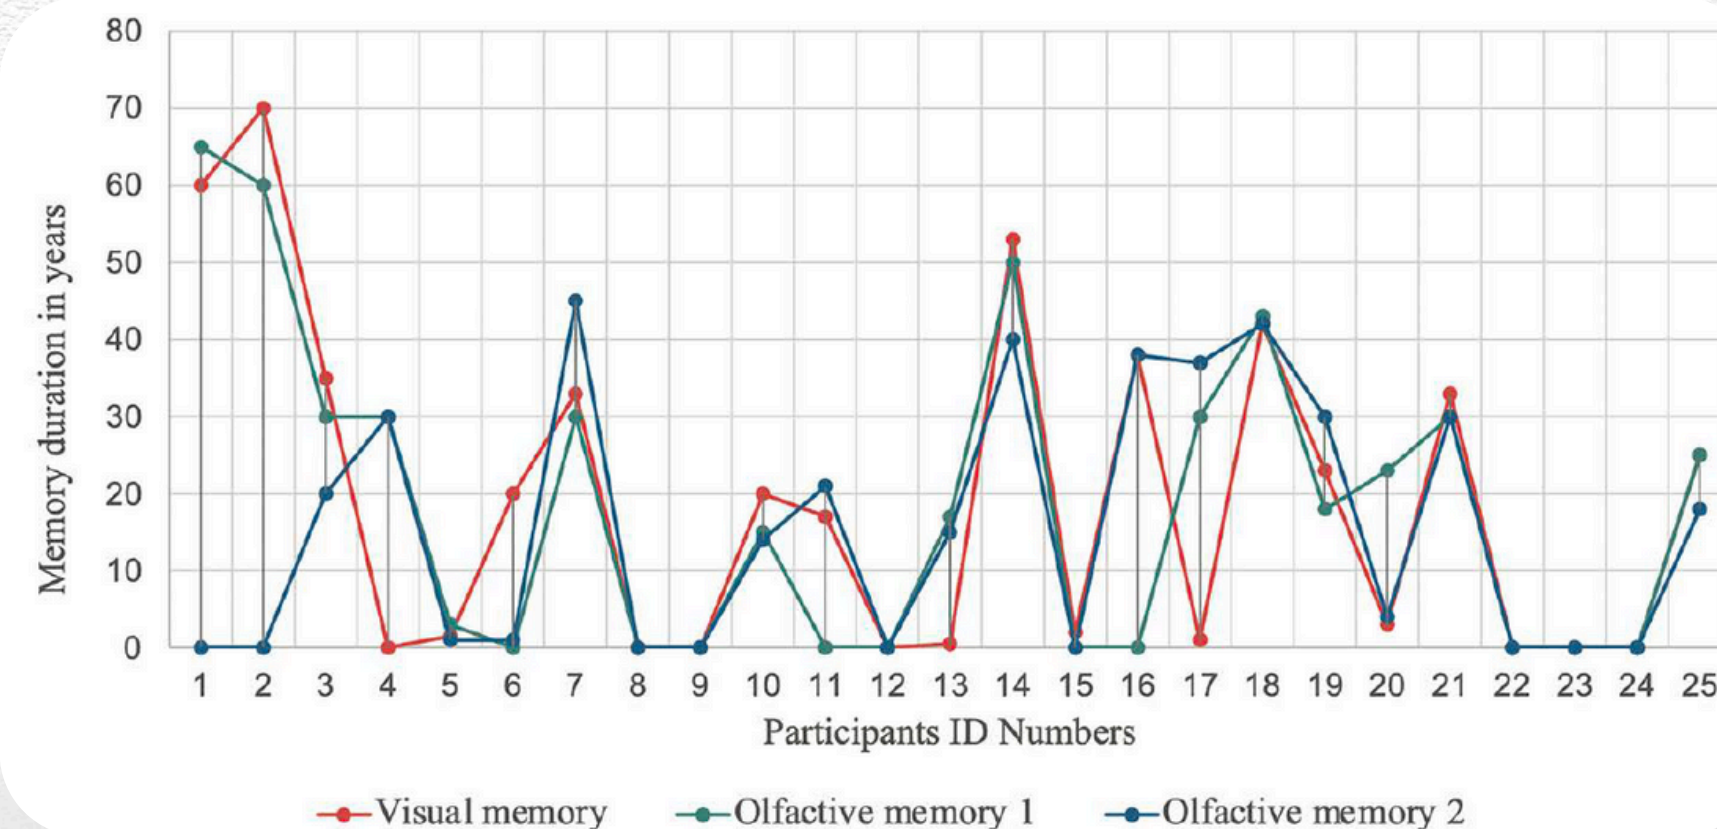 80
70
60
50
40
30
20
10
0
Memory duration in years
1 2 3 4 5 6 7 8 9 10 11 12 13 14 15 16 17 18 19 20 21 22 23 24 25
Participants ID Numbers
Visual memory Olfactive memory 1 Olfactive memory 2